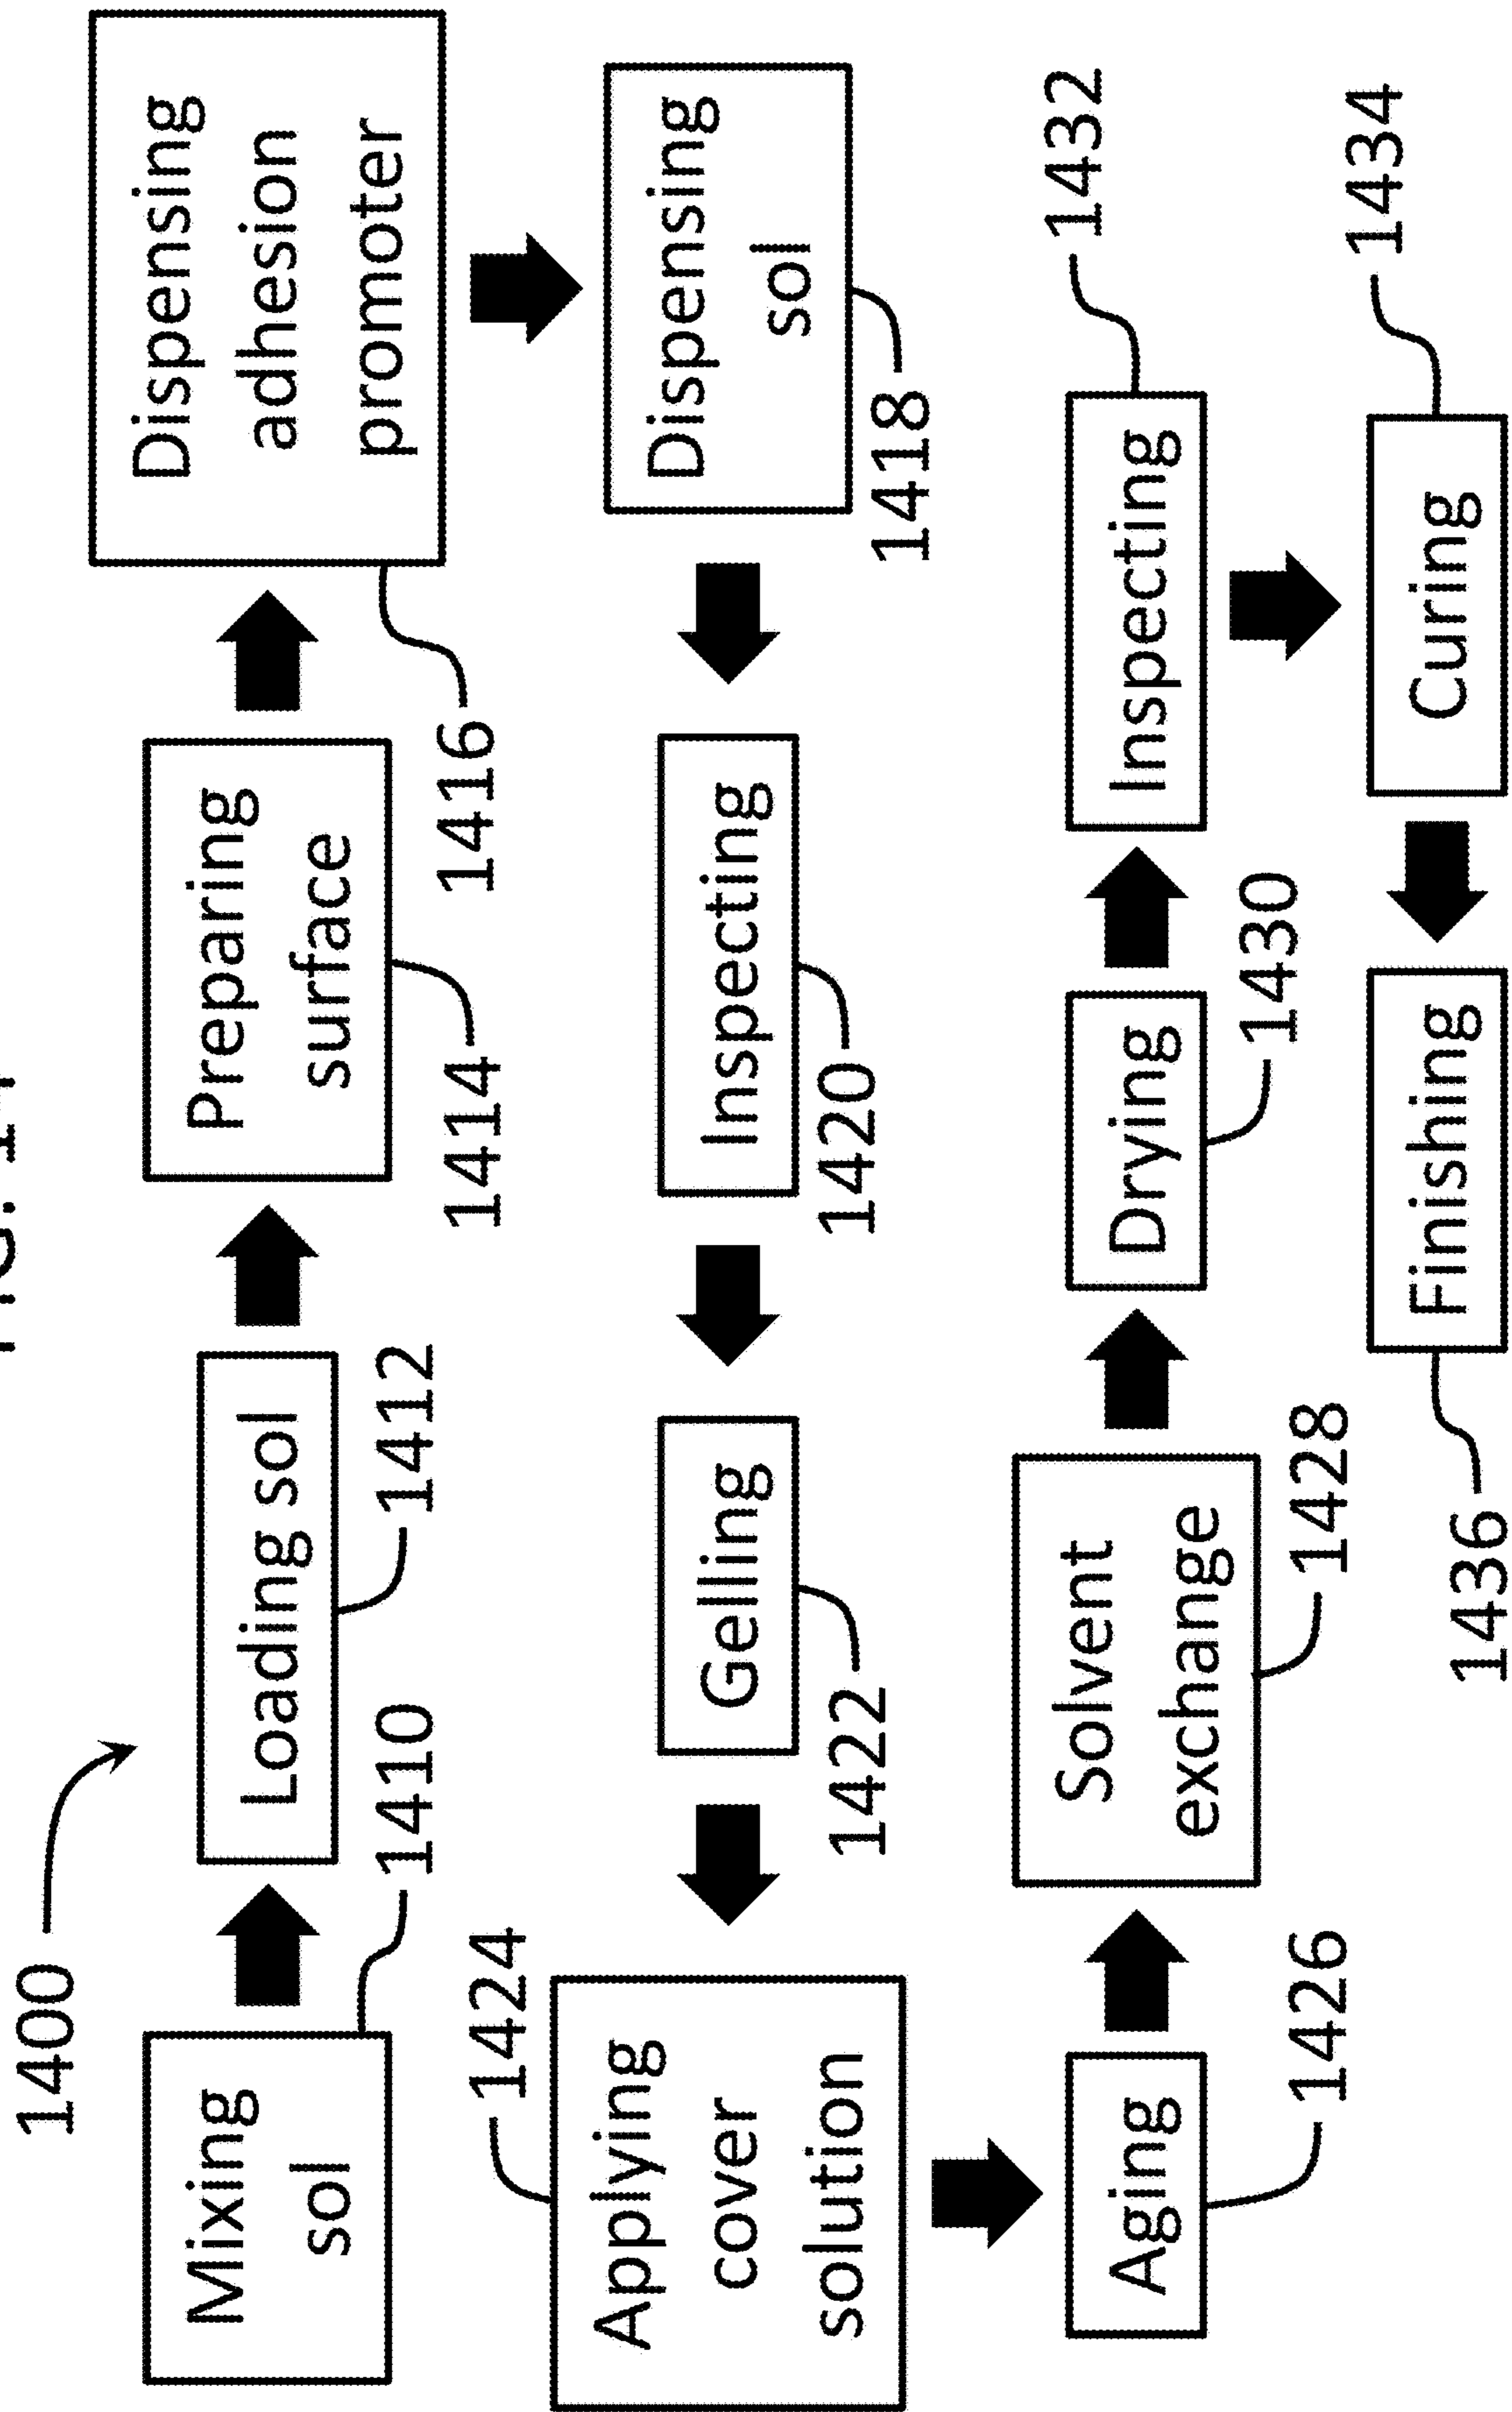 FIG. 14
1400
Mixing
sol
1410
Loading sol
1412
Preparing
surface
1414
Dispensing
adhesion
promoter
1416
Dispensing
sol
1418
Inspecting
1420
Gelling
1422
Applying
cover
solution
1424
Aging
1426
Solvent
exchange
1428
Drying
1430
Inspecting
1432
Curing
1434
Finishing
1436